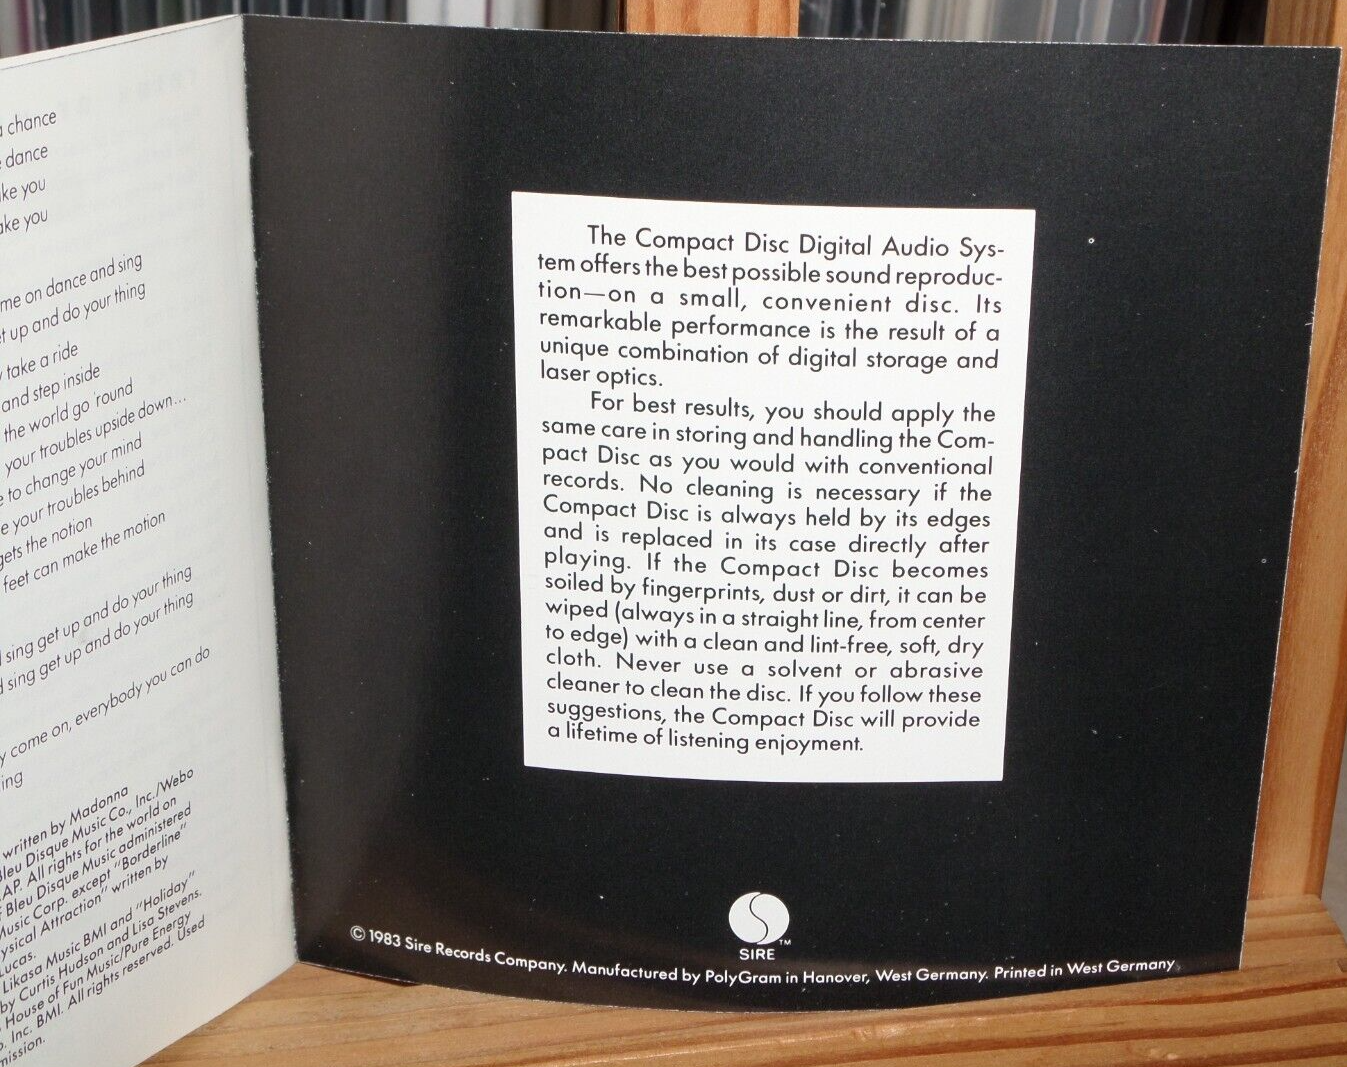 chance
dance
ke you
ake you
me on dance and sing
up and do your thing
take a ride
and step inside
the world go 'round
your troubles upside down...
to change your mind
your troubles behind
gets the notion
feet can make the motion
sing get up and do your thing
sing get up and do your thing
come on, everybody you can do
ing
written by Madonna
Bleu Disque Music Co., Inc./Webo
AP. All rights for the world on
Bleu Disque Music administered
Music Corp. except "Borderline"
ysical Attraction" written by
Lucas.
Likasa Music BMI and "Holiday"
by Curtis Hudson and Lisa Stevens.
House of Fun Music/Pure Energy
Inc. BMI. All rights reserved. Used
mission.
The Compact Disc Digital Audio Sys-
tem offers the best possible sound reproduc-
tion—on a small, convenient disc. Its
remarkable performance is the result of a
unique combination of digital storage and
laser optics.
For best results, you should apply the
same care in storing and handling the Com-
pact Disc as you would with conventional
records. No cleaning is necessary if the
Compact Disc is always held by its edges
and is replaced in its case directly after
playing. If the Compact Disc becomes
soiled by fingerprints, dust or dirt, it can be
wiped (always in a straight line, from center
to edge) with a clean and lint-free, soft, dry
cloth. Never use a solvent or abrasive
cleaner to clean the disc. If you follow these
suggestions, the Compact Disc will provide
a lifetime of listening enjoyment.
TM
SIRE
© 1983 Sire Records Company. Manufactured by PolyGram in Hanover, West Germany. Printed in West Germany